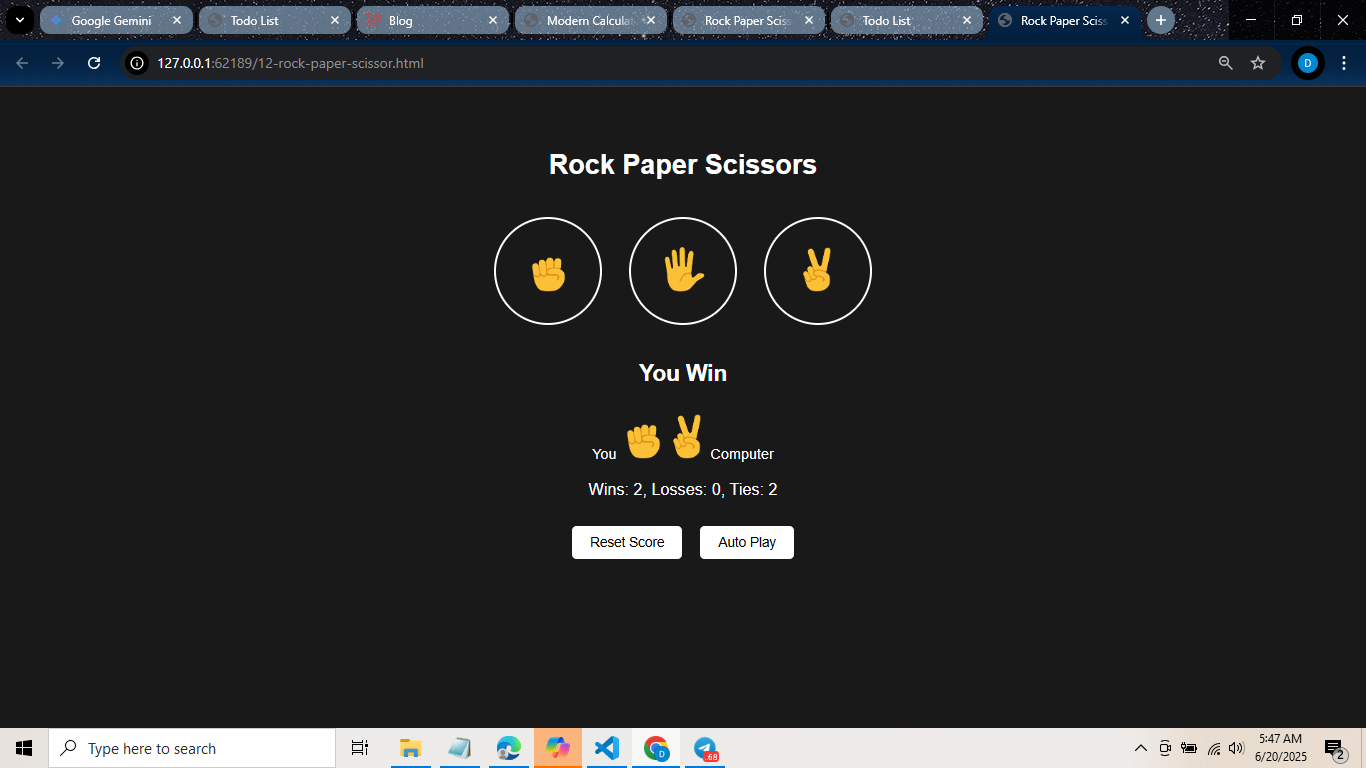 Google Gemini
Todo List
Blog
Modern Calcula
Rock Paper Sciss
Todo List
Rock Paper Sciss
127.0.0.1:62189/12-rock-paper-scissor.html
D
Rock Paper Scissors
You Win
You Computer
Wins: 2, Losses: 0, Ties: 2
Reset Score Auto Play
Type here to search
D
.68
5:47 AM
6/20/2025
2